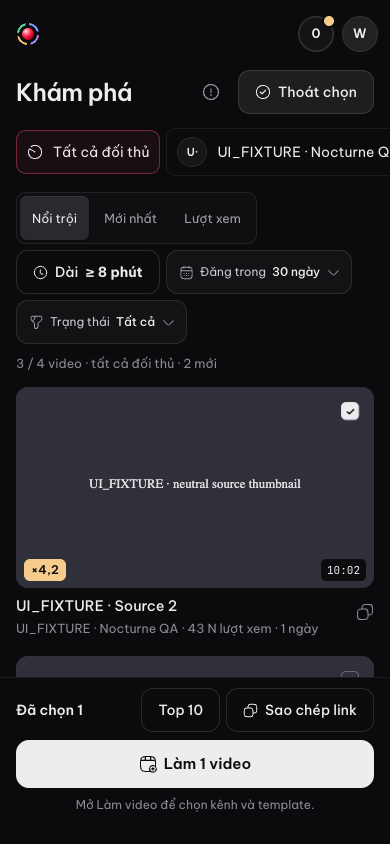 0 W
Khám phá
Thoát chọn
Tất cả đối thủ
U· UI_FIXTURE · Nocturne Q
Nổi trội Mới nhất Lượt xem
Dài ≥ 8 phút
Đăng trong 30 ngày
Trạng thái Tất cả
3 / 4 video · tất cả đối thủ · 2 mới
UI_FIXTURE · neutral source thumbnail
×4,2
10:02
UI_FIXTURE · Source 2
UI_FIXTURE · Nocturne QA · 43 N lượt xem · 1 ngày
Đã chọn 1
Top 10
Sao chép link
Làm 1 video
Mở Làm video để chọn kênh và template.